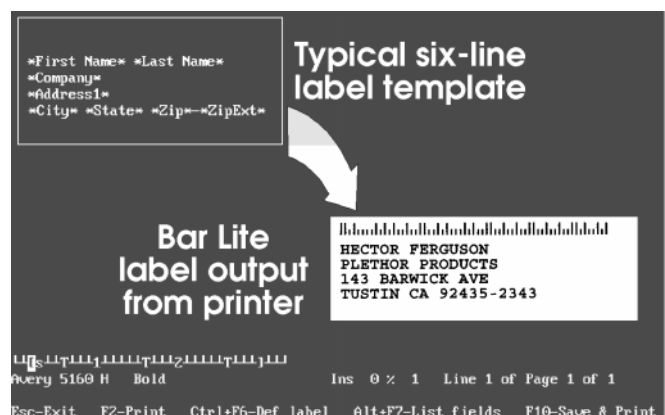 *First Name* *Last Name*
*Company*
*Address1*
*City* *State* *Zip*-*ZipExt*
Typical six-line
label template
Bar Lite
label output
from printer
HECTOR FERGUSON
PLETHOR PRODUCTS
143 BARWICK AVE
TUSTIN CA 92435-2343
Avery 5160 H Bold Ins 0 % 1 Line 1 of Page 1 of 1
Esc-Exit F2-Print Ctrl+F6-Def label Alt+F7-List fields F10-Save & Print